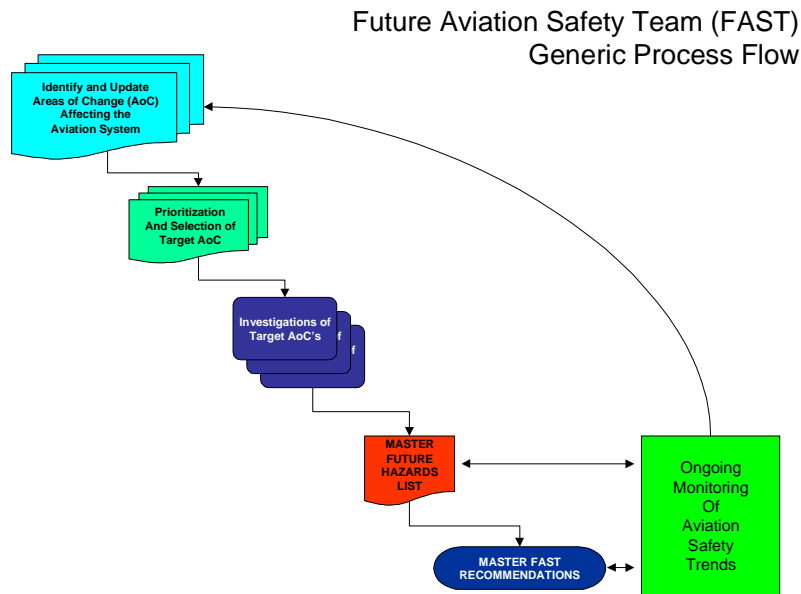 Future Aviation Safety Team (FAST)
Generic Process Flow
Identify and Update
Areas of Change (AoC)
Affecting the
Aviation System
Prioritization
And Selection of
Target AoC
Investigations of
Target AoC's
f
f
MASTER
FUTURE
HAZARDS
LIST
Ongoing
Monitoring
Of
Aviation
Safety
Trends
MASTER FAST
RECOMMENDATIONS